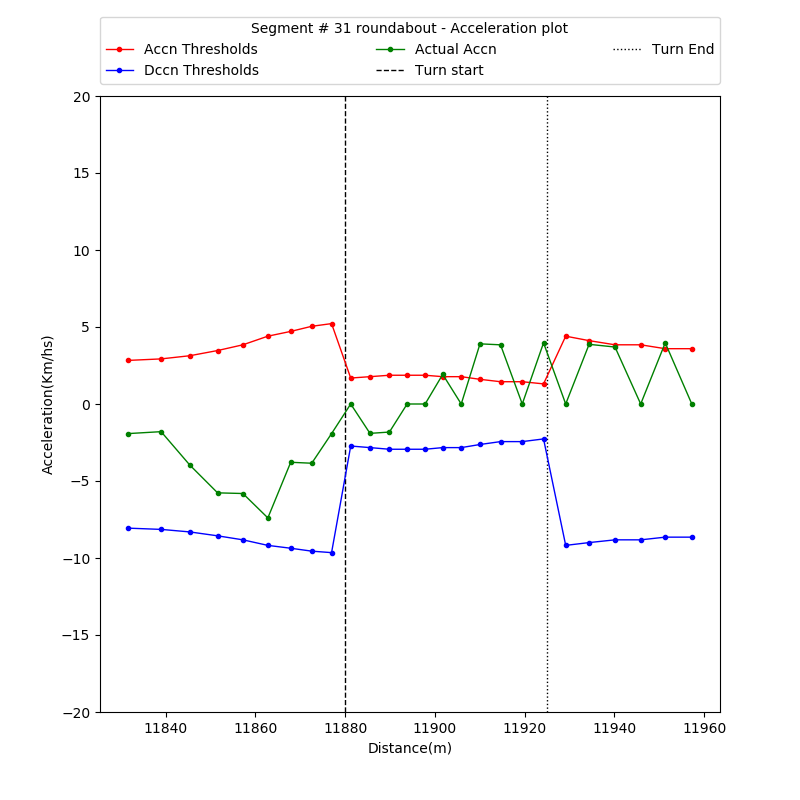 Segment # 31 roundabout - Acceleration plot
Accn Thresholds Actual Accn Turn End
Dccn Thresholds Turn start
20
15
10
5
0
−5
−10
−15
−20
Acceleration(Km/hs)
11840 11860 11880 11900 11920 11940 11960
Distance(m)